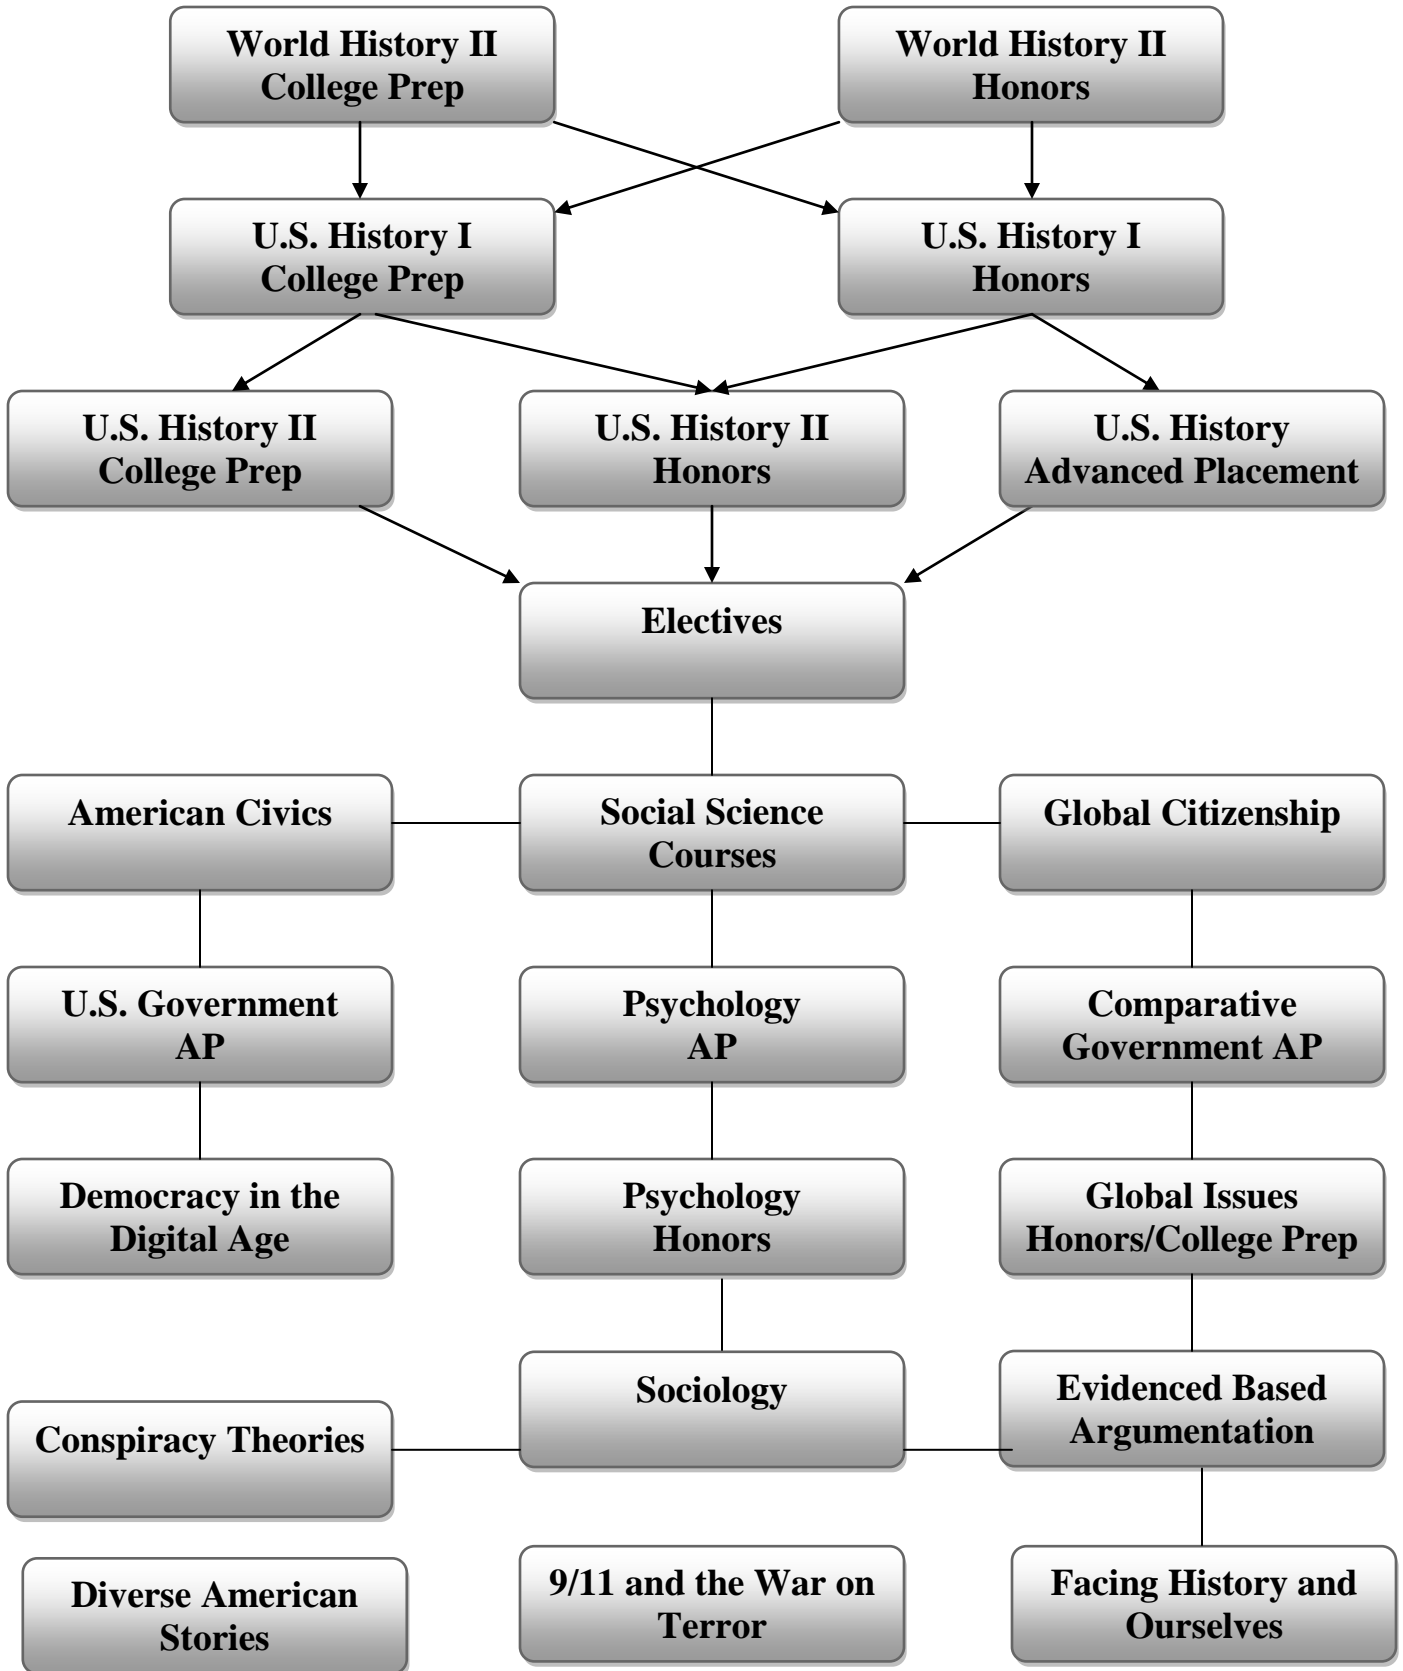 World History II
College Prep
World History II
Honors
U.S. History I
College Prep
U.S. History I
Honors
U.S. History II
College Prep
U.S. History II
Honors
U.S. History
Advanced Placement
Electives
American Civics
Social Science
Courses
Global Citizenship
U.S. Government
AP
Psychology
AP
Comparative
Government AP
Democracy in the
Digital Age
Psychology
Honors
Global Issues
Honors/College Prep
Conspiracy Theories
Sociology
Evidenced Based
Argumentation
Diverse American
Stories
9/11 and the War on
Terror
Facing History and
Ourselves